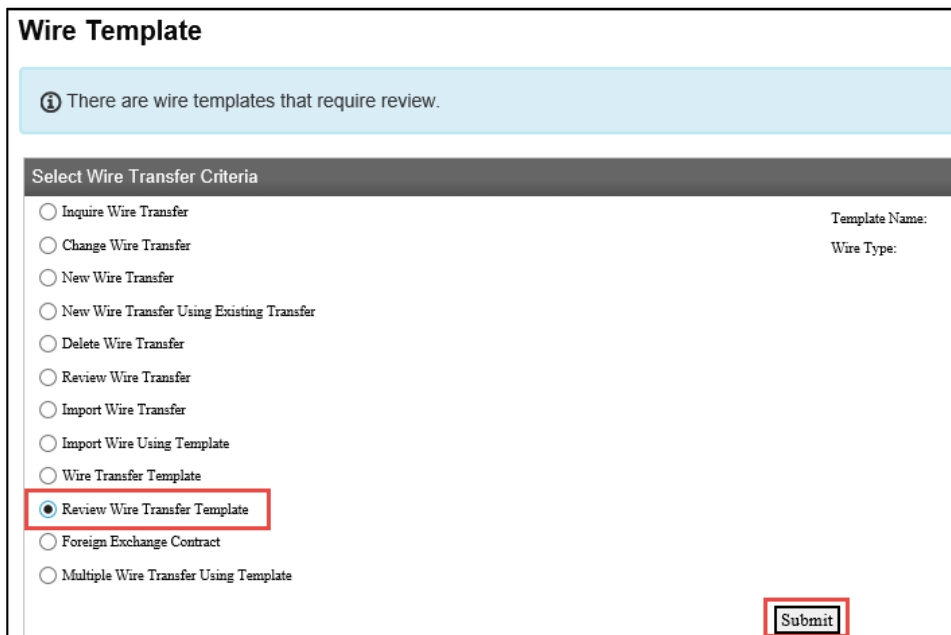 Wire Template
There are wire templates that require review.
Select Wire Transfer Criteria
Inquire Wire Transfer
Template Name:
Change Wire Transfer
Wire Type:
New Wire Transfer
New Wire Transfer Using Existing Transfer
Delete Wire Transfer
Review Wire Transfer
Import Wire Transfer
Import Wire Using Template
Wire Transfer Template
Review Wire Transfer Template
Foreign Exchange Contract
Multiple Wire Transfer Using Template
Submit